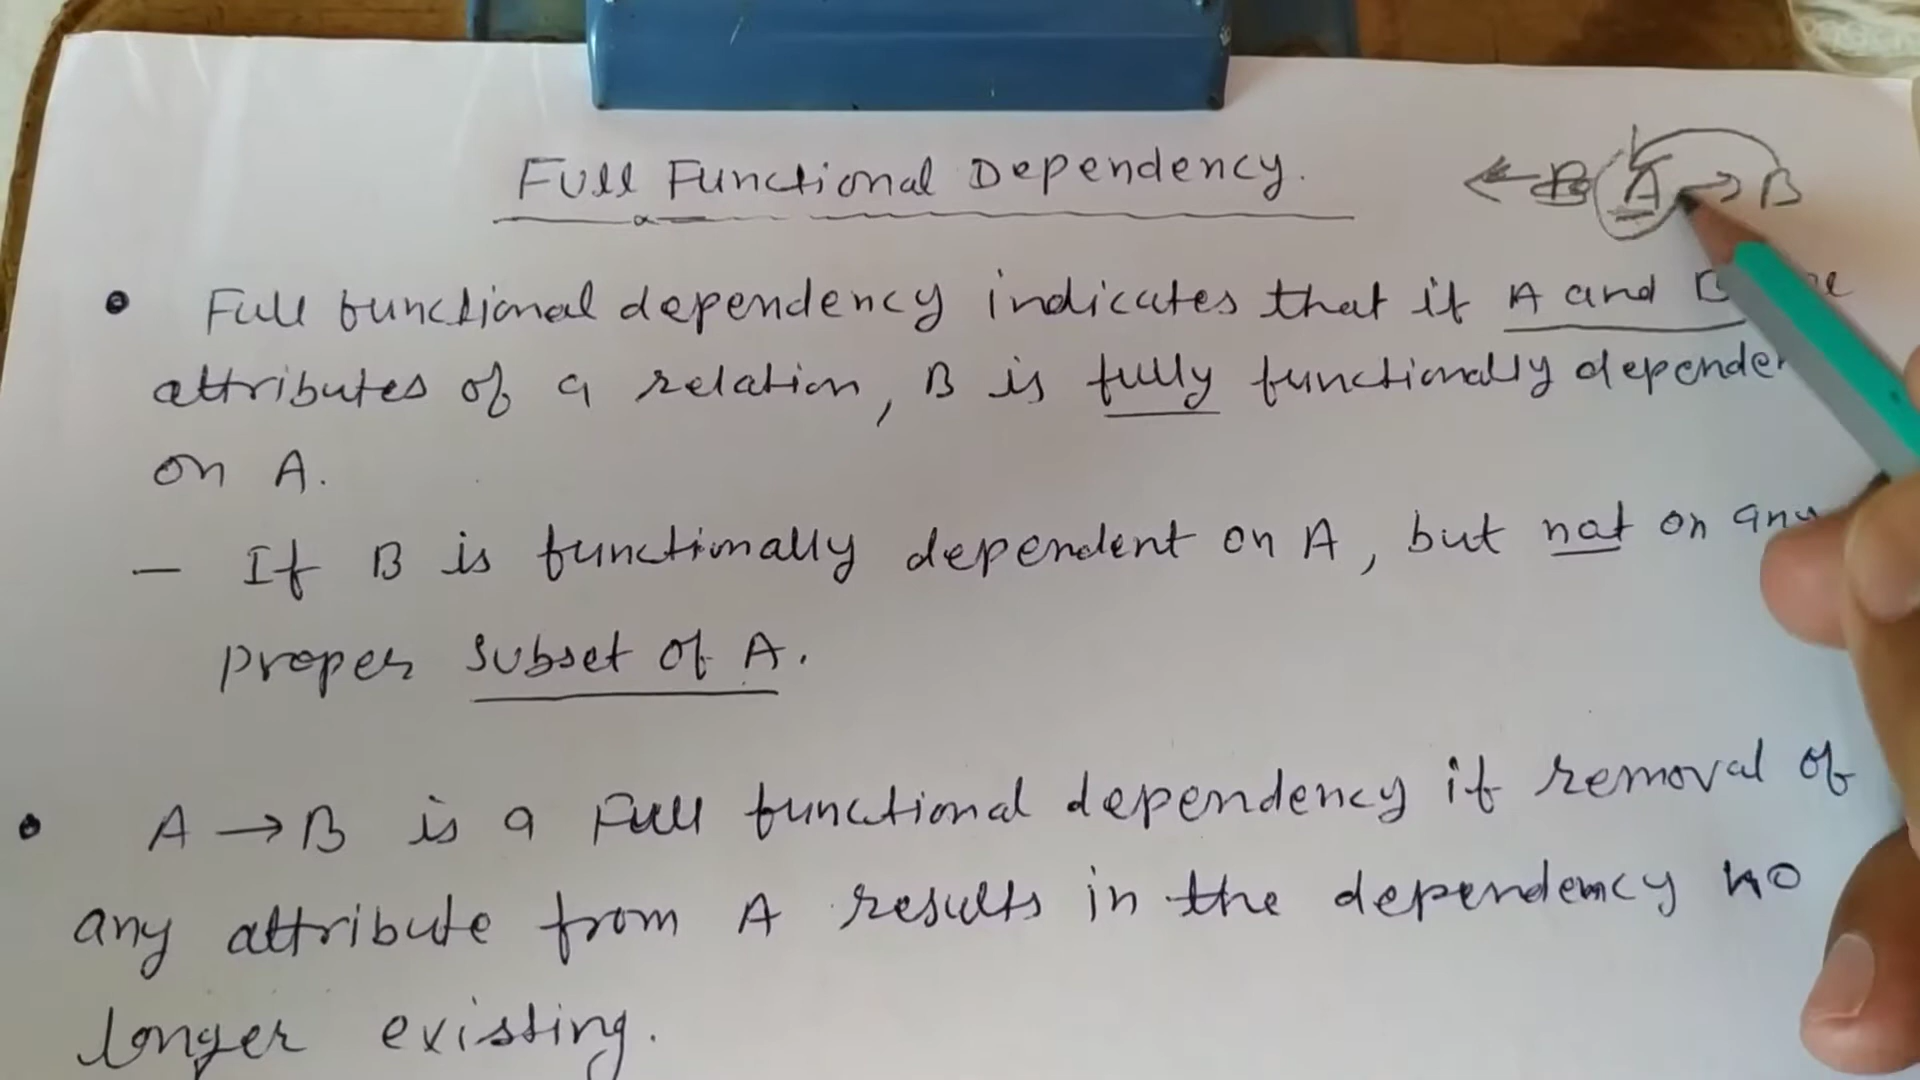 Full Functional Dependency.
A → B
• Full functional dependency indicates that if A and B
attributes of a relation, B is fully functionally
on A.
— If B is functionally dependent on A, but not on any
proper subset of A.
• A → B is a Full functional dependency if removal of
any attribute from A results in the dependency no
longer existing.